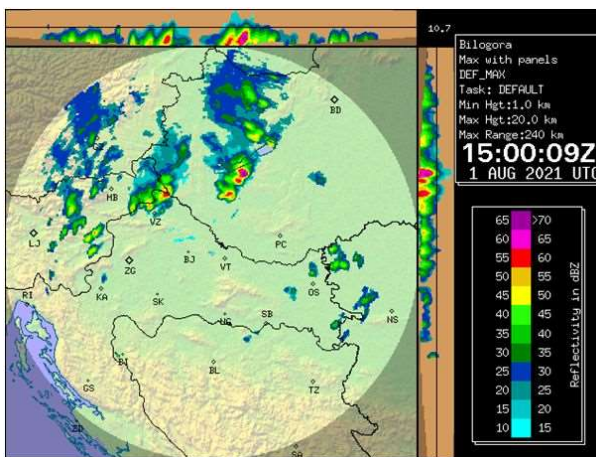 10.7
Bilogora
Max with panels
DEF_MAX
Task: DEFAULT
Min Hgt:1.0 km
Max Hgt:20.0 km
Max Range:240 km
15:00:09Z
1 AUG 2021 UTC
BD
MB
VZ
LJ
ZG
BJ
VT
PC
RI
KA
SK
OS
NG
SB
NS
BI
BL
GS
TZ
ZD
SA
65 >70
60 65
55 60
50 55
45 50
40 45
35 40
30 35
25 30
20 25
15 20
10 15
Reflectivity in dBZ